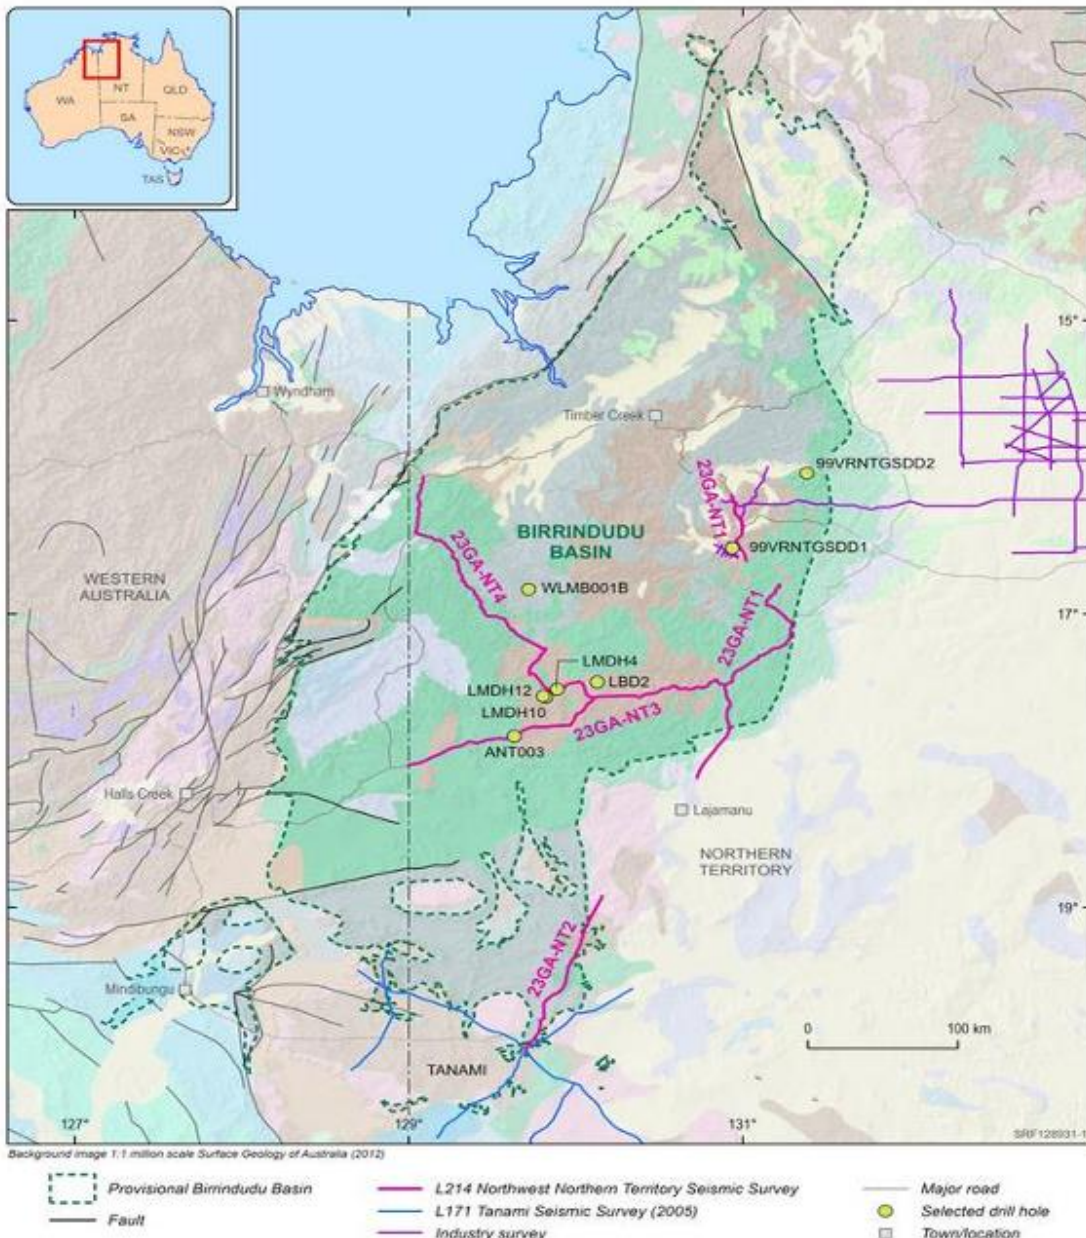 WA
NT
QLD
SA
NSW
VIC
TAS
15°
Wyndham
Timber Creek
99VRNTGSDD2
23GA-NT1
BIRRINDUDU
BASIN
99VRNTGSDD1
23GA-NT4
WESTERN
AUSTRALIA
WLMB001B
17°
23GA-NT1
LMDH4
LMDH12
LBD2
LMDH10
23GA-NT3
ANT003
Halls Creek
Lajamanu
NORTHERN
TERRITORY
19°
23GA-NT2
Mindibungu
0 100 km
TANAMI
127° 129° 131°
SRF128931-1
Background image 1:1 million scale Surface Geology of Australia (2012)
Provisional Birrindudu Basin L214 Northwest Northern Territory Seismic Survey Major road
Fault L171 Tanami Seismic Survey (2005) Selected drill hole
Industry survey Town/location